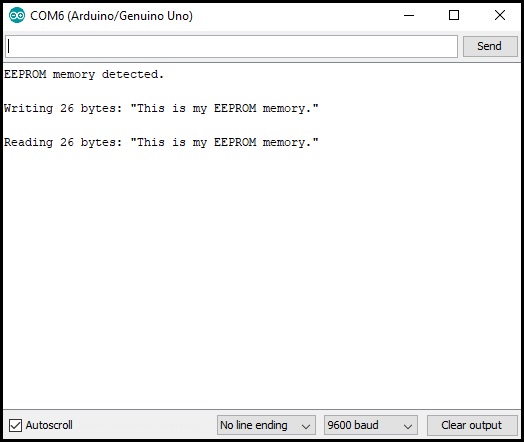 COM6 (Arduino/Genuino Uno)
Send
EEPROM memory detected.
Writing 26 bytes: "This is my EEPROM memory."
Reading 26 bytes: "This is my EEPROM memory."
Autoscroll
No line ending
9600 baud
Clear output